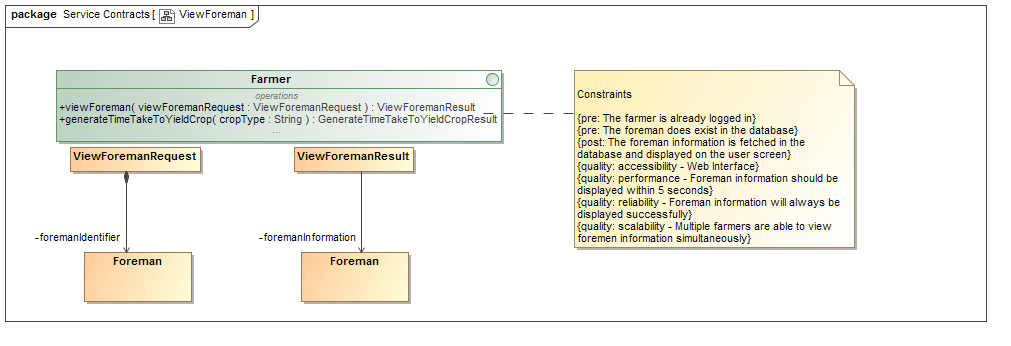 package Service Contracts [ ViewForeman ]
Farmer
operations
+viewForeman( viewForemanRequest : ViewForemanRequest ) : ViewForemanResult
+generateTimeTakeToYieldCrop( cropType : String ) : GenerateTimeTakeToYieldCropResult
...
ViewForemanRequest
ViewForemanResult
-foremanIdentifier
-foremanInformation
Foreman
Foreman
Constraints
{pre: The farmer is already logged in}
{pre: The foreman does exist in the database}
{post: The foreman information is fetched in the
database and displayed on the user screen}
{quality: accessibility - Web Interface}
{quality: performance - Foreman information should be
displayed within 5 seconds}
{quality: reliability - Foreman information will always be
displayed successfully}
{quality: scalability - Multiple farmers are able to view
foremen information simultaneously}